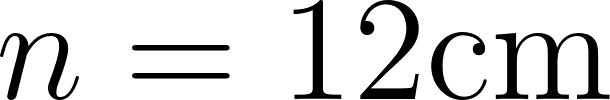 n = 12cm